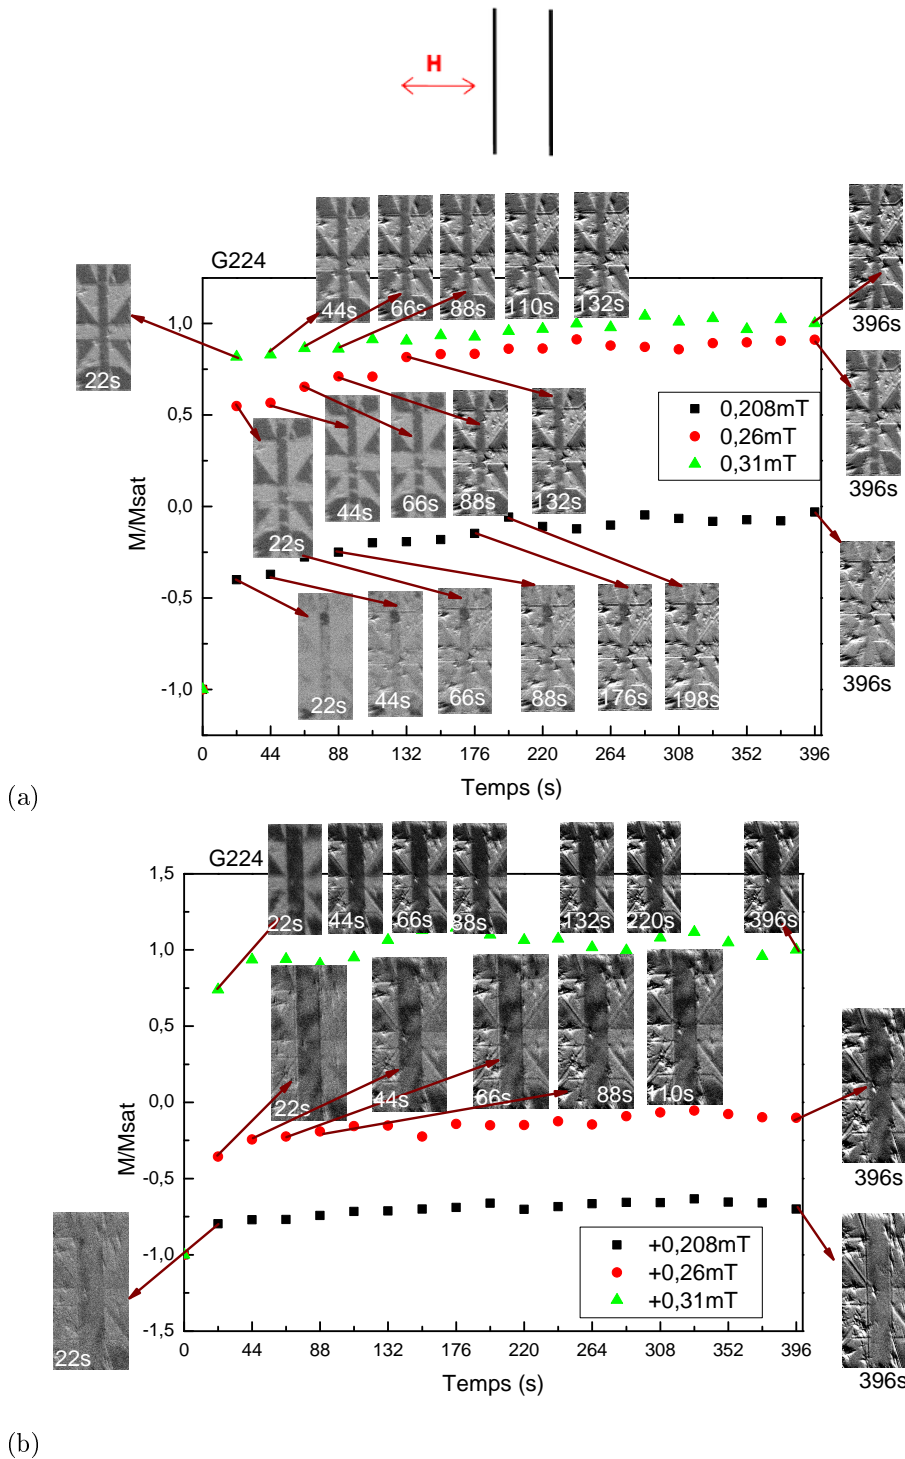 H
G224
44s 66s 88s 110s 132s
22s
396s
1,0
0,5
0,0
-0,5
-1,0
M/Msat
0,208mT
0,26mT
0,31mT
22s 44s 66s 88s 132s
396s
22s 44s 66s 88s 176s 198s
396s
0 44 88 132 176 220 264 308 352 396
Temps (s)
(a)
G224
22s 44s 66s 88s 132s 220s 396s
1,5
1,0
0,5
0,0
-0,5
-1,0
-1,5
M/Msat
22s 44s 66s 88s 110s
396s
+0,208mT
+0,26mT
+0,31mT
22s
396s
0 44 88 132 176 220 264 308 352 396
Temps (s)
(b)